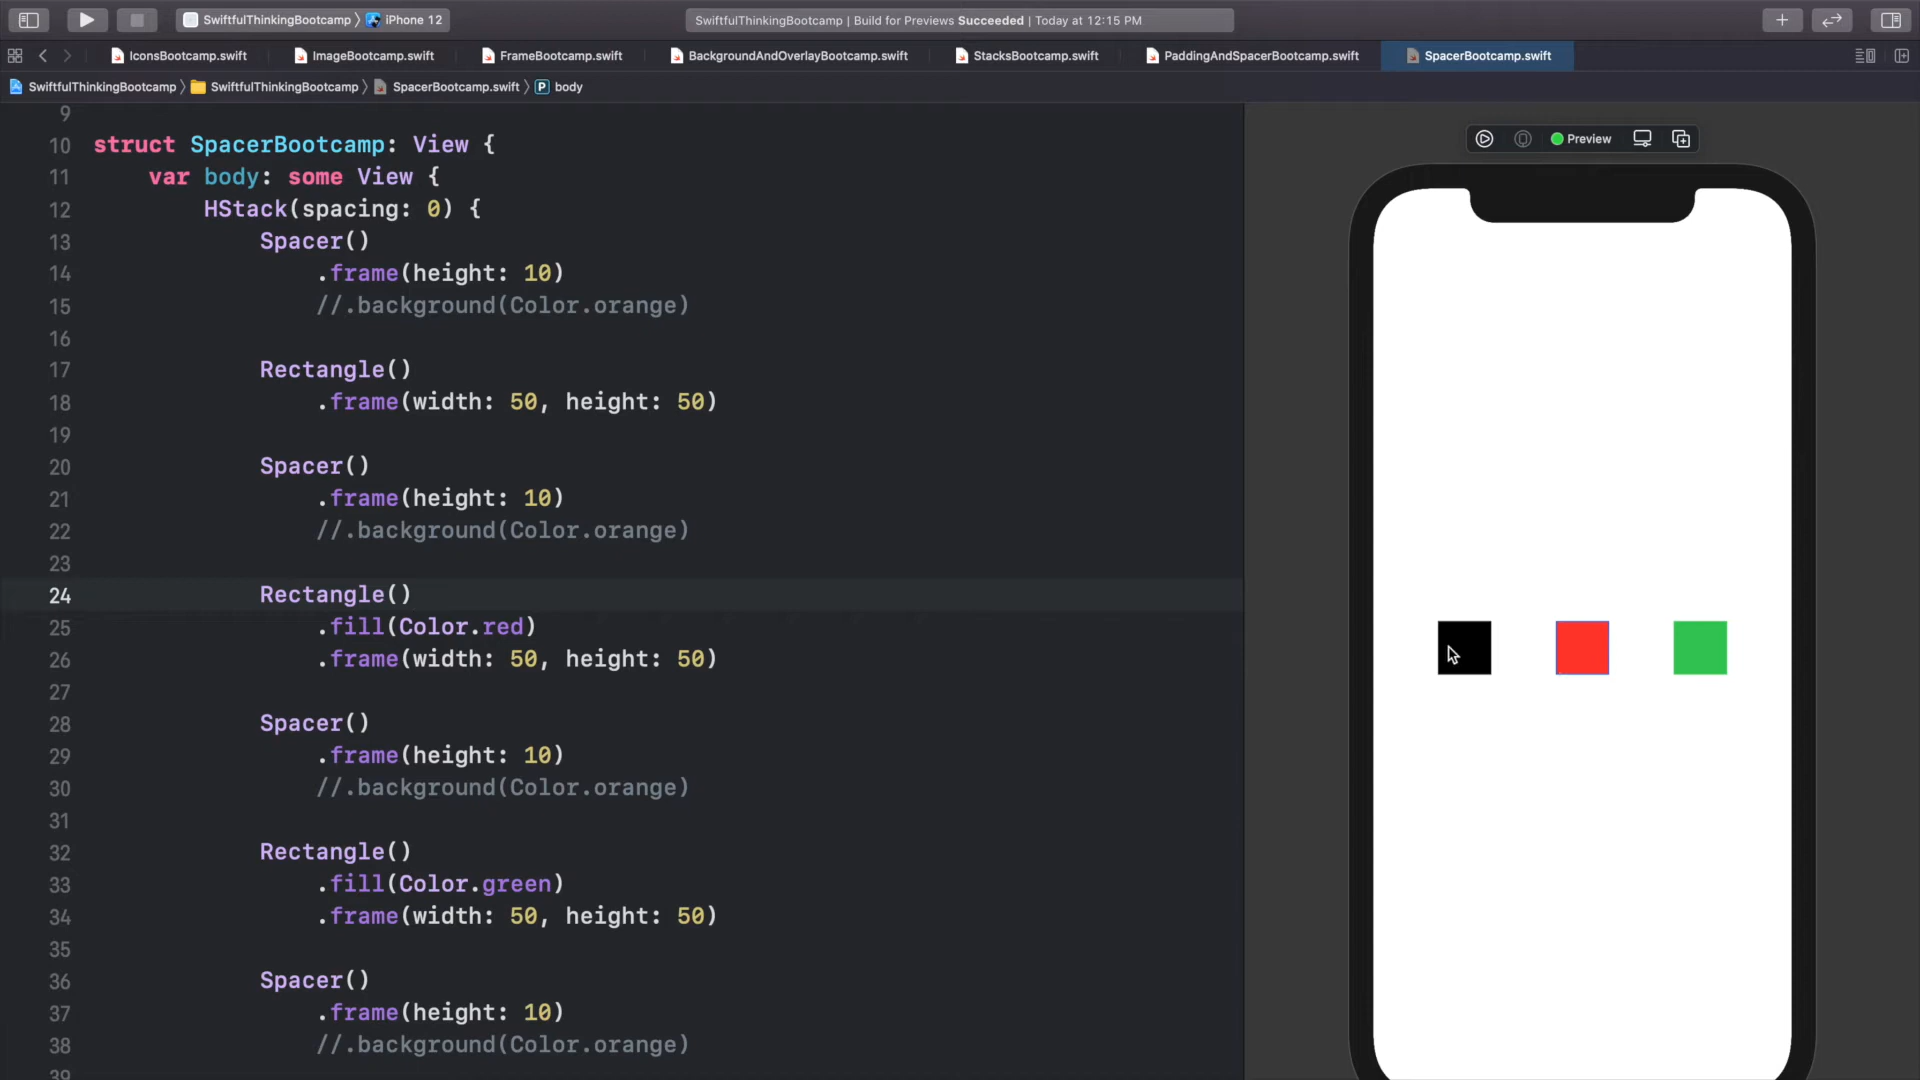 SwiftfulThinkingBootcamp 〉 iPhone 12
SwiftfulThinkingBootcamp | Build for Previews Succeeded | Today at 12:15 PM
IconsBootcamp.swift ImageBootcamp.swift FrameBootcamp.swift BackgroundAndOverlayBootcamp.swift StacksBootcamp.swift PaddingAndSpacerBootcamp.swift SpacerBootcamp.swift
SwiftfulThinkingBootcamp 〉 SwiftfulThinkingBootcamp 〉 SpacerBootcamp.swift 〉 P body
9
10 struct SpacerBootcamp: View {
11 var body: some View {
12 HStack(spacing: 0) {
13 Spacer()
14 .frame(height: 10)
15 //.background(Color.orange)
16
17 Rectangle()
18 .frame(width: 50, height: 50)
19
20 Spacer()
21 .frame(height: 10)
22 //.background(Color.orange)
23
24 Rectangle()
25 .fill(Color.red)
26 .frame(width: 50, height: 50)
27
28 Spacer()
29 .frame(height: 10)
30 //.background(Color.orange)
31
32 Rectangle()
33 .fill(Color.green)
34 .frame(width: 50, height: 50)
35
36 Spacer()
37 .frame(height: 10)
38 //.background(Color.orange)
39
Preview